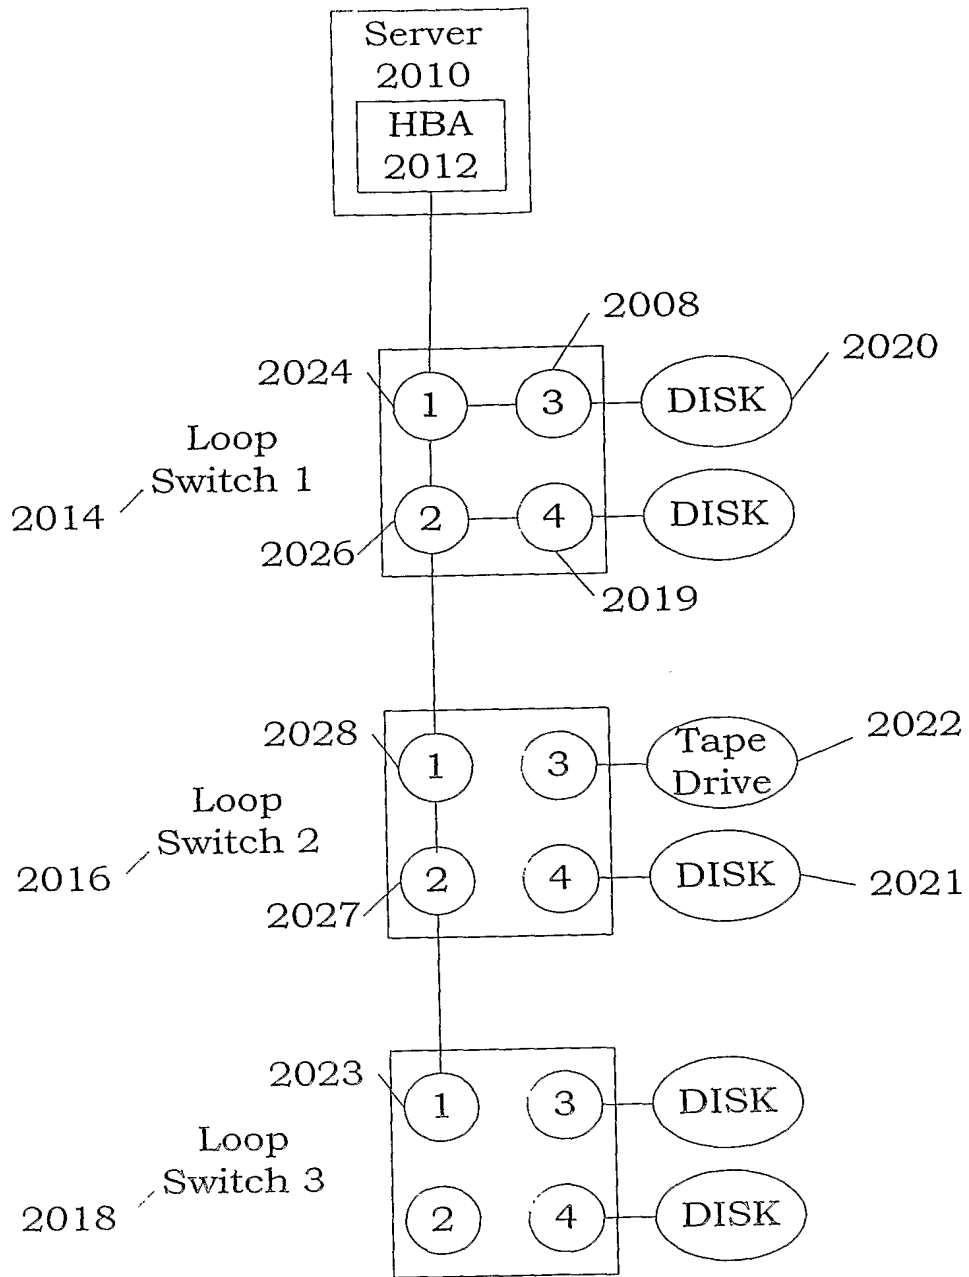 Server
2010
HBA
2012
2008
2024
2020
1
3
DISK
Loop
Switch 1
2014
2
4
DISK
2026
2019
2028
2022
1
3
Tape
Drive
Loop
Switch 2
2016
2
4
DISK
2021
2027
2023
1
3
DISK
Loop
Switch 3
2018
2
4
DISK